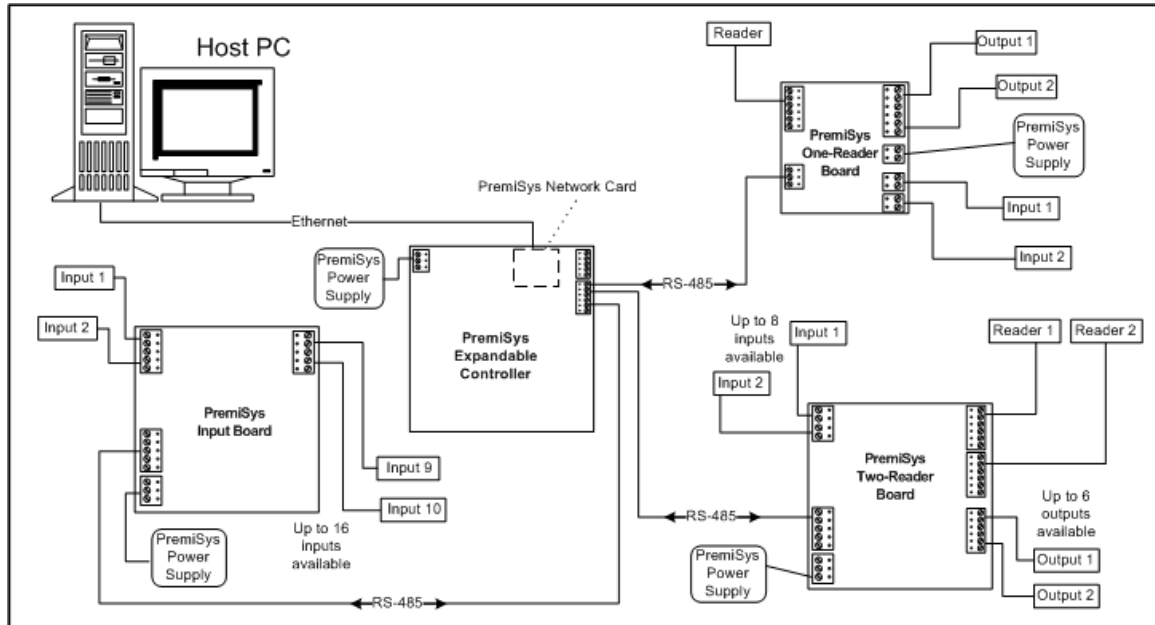 Host PC
Ethernet
PremiSys Network Card
PremiSys
Power
Supply
PremiSys
Expandable
Controller
Input 1
Input 2
PremiSys
Input Board
Input 9
Input 10
Up to 16
inputs
available
PremiSys
Power
Supply
RS-485
RS-485
RS-485
Reader
Output 1
Output 2
PremiSys
One-Reader
Board
PremiSys
Power
Supply
Input 1
Input 2
Up to 8
inputs
available
Input 1
Input 2
Reader 1
Reader 2
PremiSys
Two-Reader
Board
Up to 6
outputs
available
Output 1
Output 2
PremiSys
Power
Supply